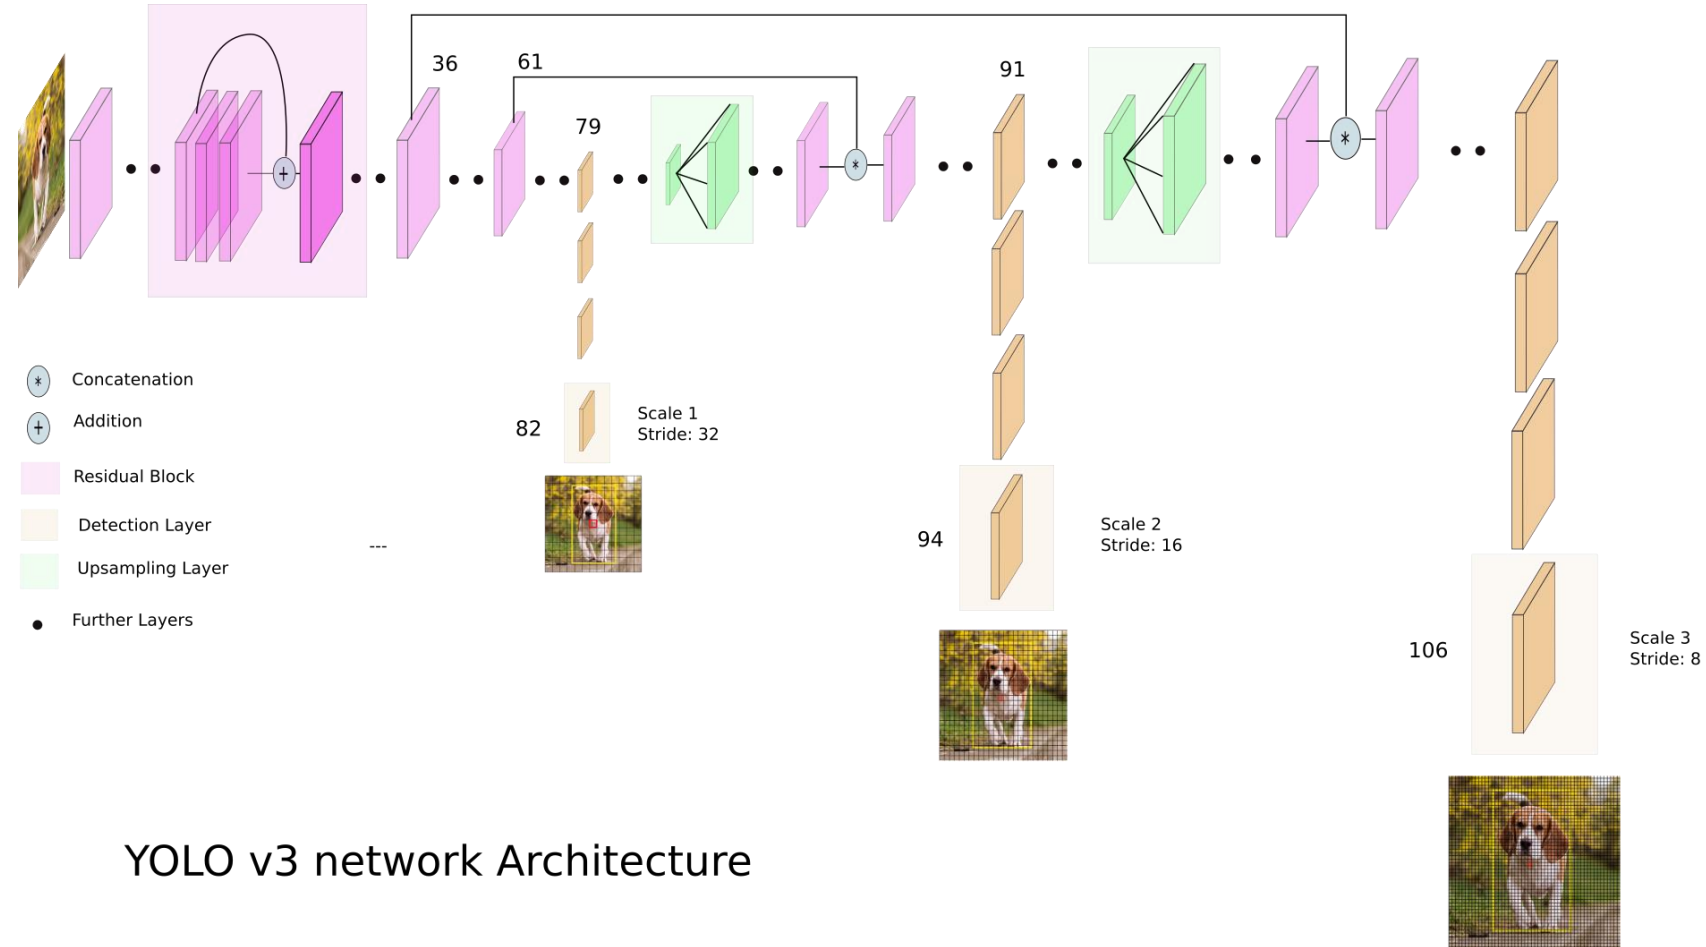 36
61
91
79
Concatenation
Addition
Residual Block
Detection Layer
Upsampling Layer
Further Layers
---
82
Scale 1
Stride: 32
94
Scale 2
Stride: 16
106
Scale 3
Stride: 8
YOLO v3 network Architecture